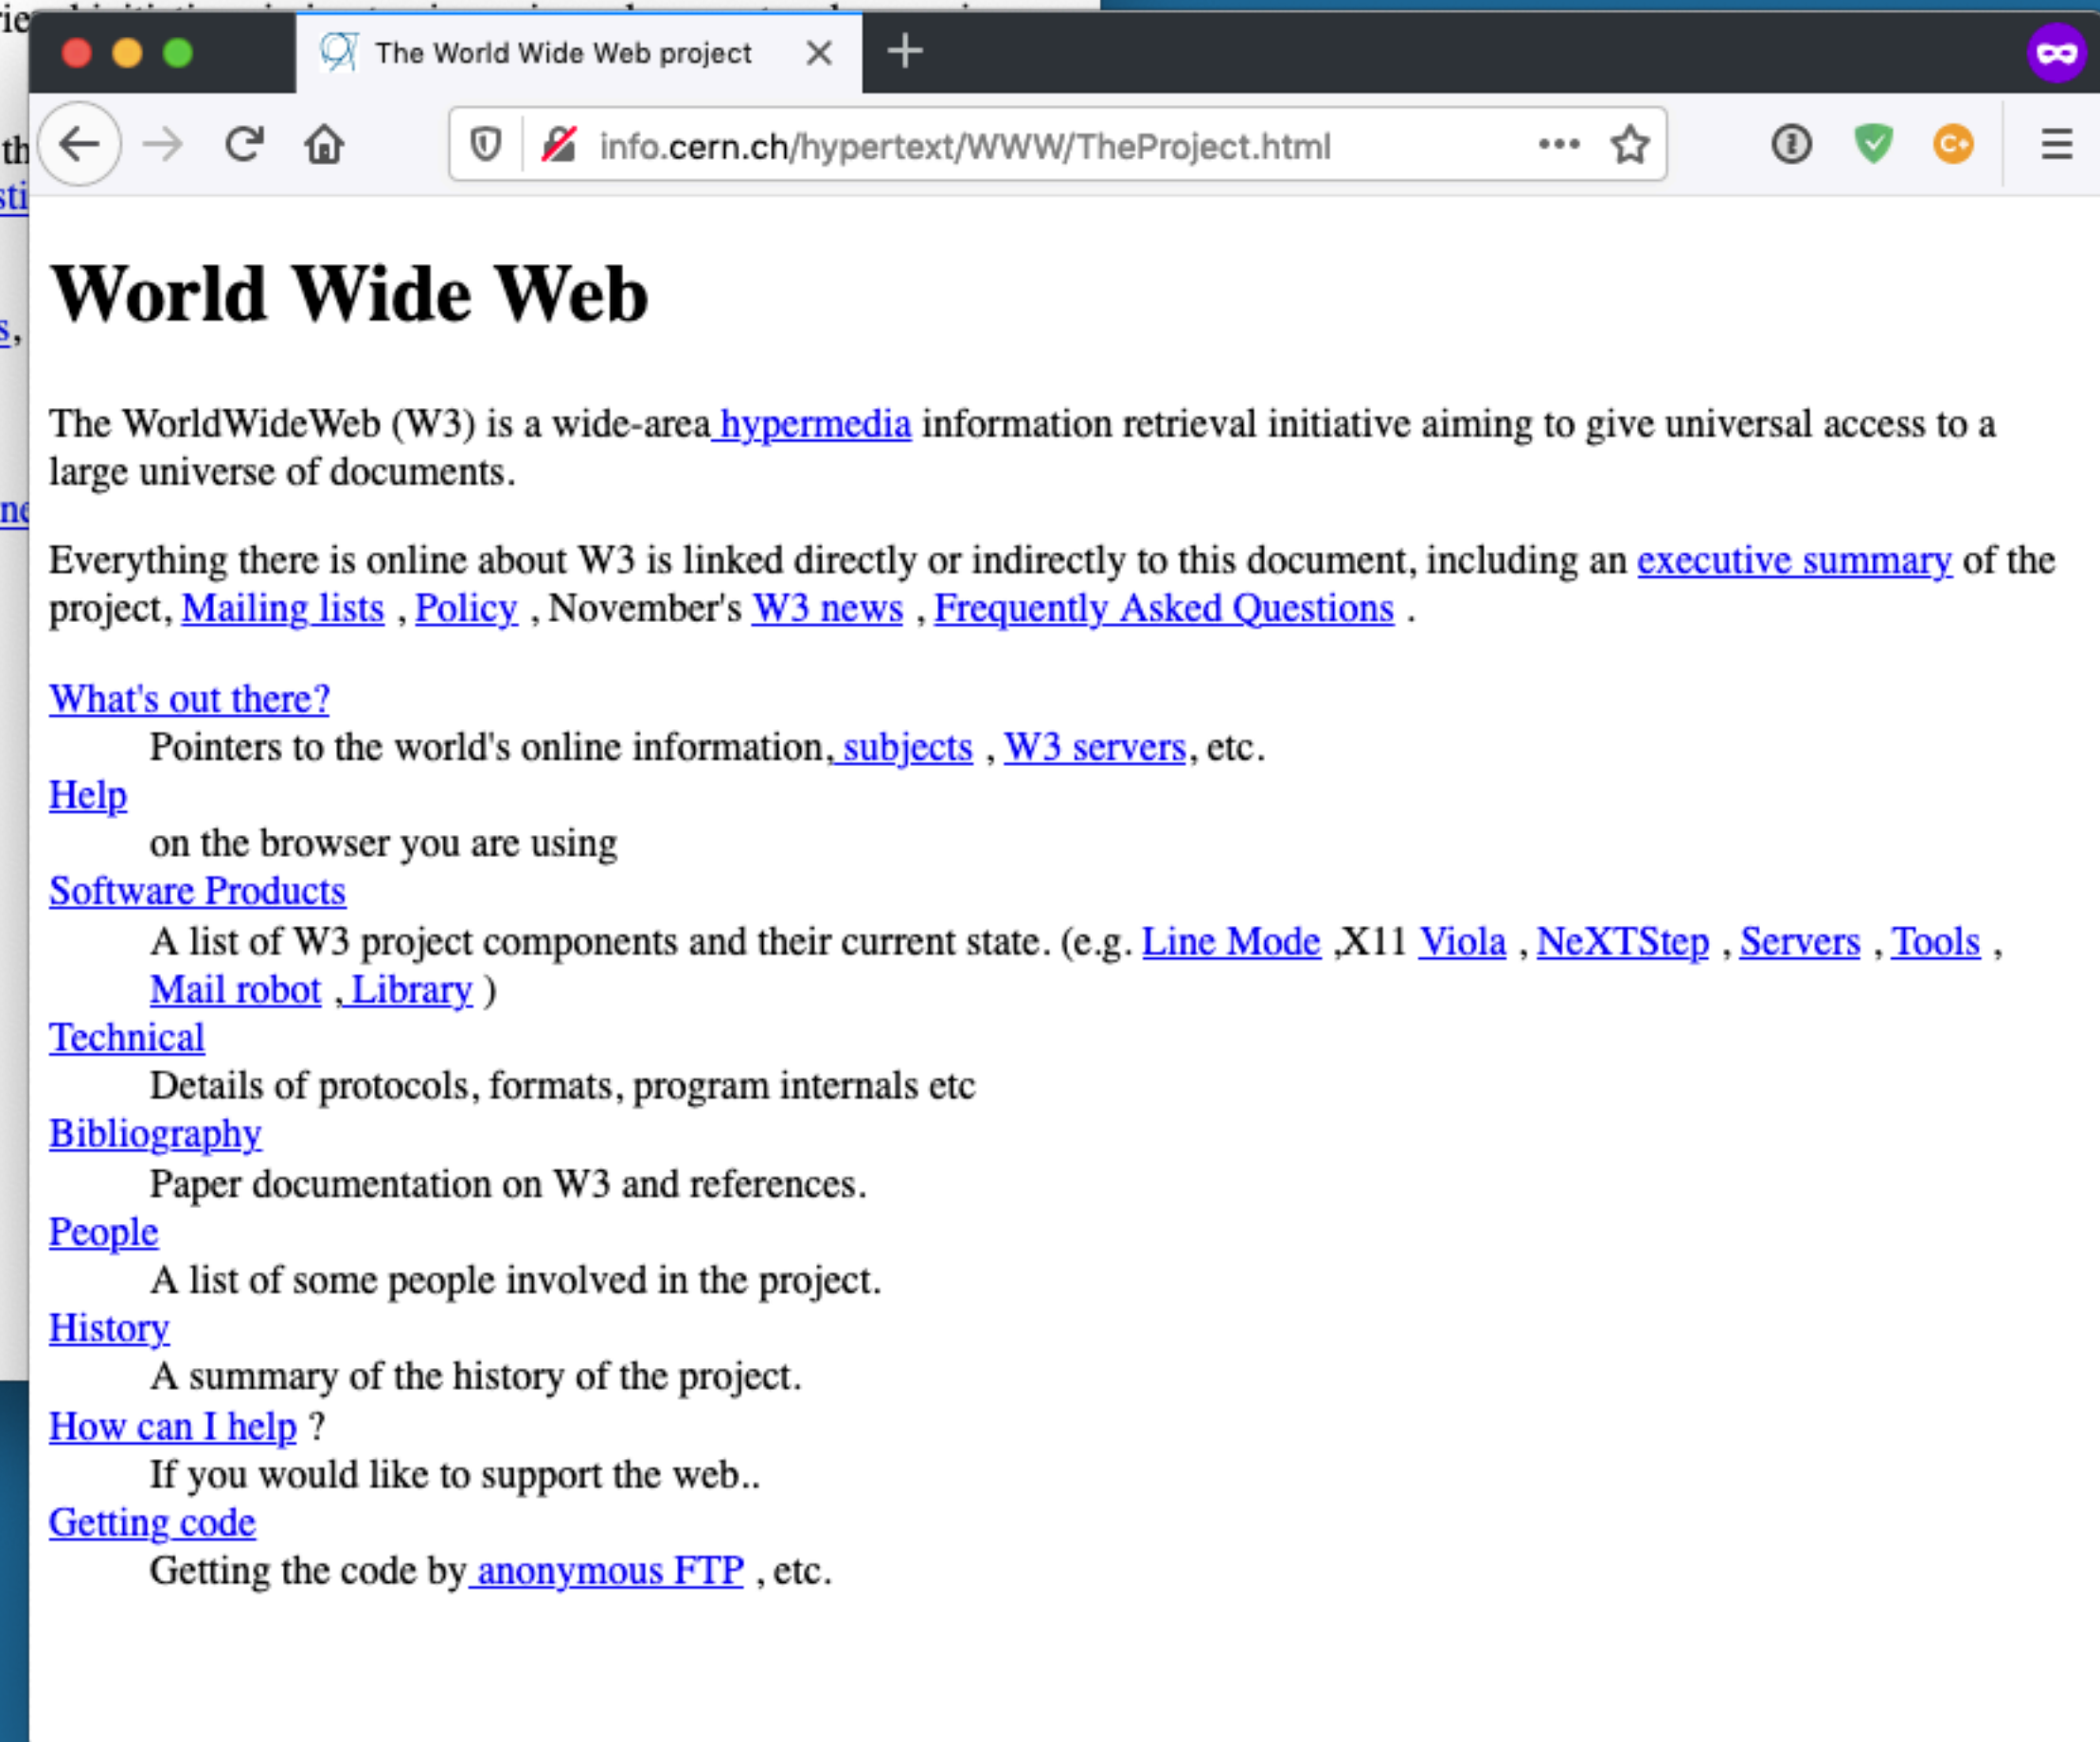 The World Wide Web project
info.cern.ch/hypertext/WWW/TheProject.html
World Wide Web
The WorldWideWeb (W3) is a wide-area hypermedia information retrieval initiative aiming to give universal access to a
large universe of documents.
Everything there is online about W3 is linked directly or indirectly to this document, including an executive summary of the
project, Mailing lists , Policy , November's W3 news , Frequently Asked Questions .
What's out there?
Pointers to the world's online information, subjects , W3 servers, etc.
Help
on the browser you are using
Software Products
A list of W3 project components and their current state. (e.g. Line Mode ,X11 Viola , NeXTStep , Servers , Tools ,
Mail robot , Library )
Technical
Details of protocols, formats, program internals etc
Bibliography
Paper documentation on W3 and references.
People
A list of some people involved in the project.
History
A summary of the history of the project.
How can I help ?
If you would like to support the web..
Getting code
Getting the code by anonymous FTP , etc.